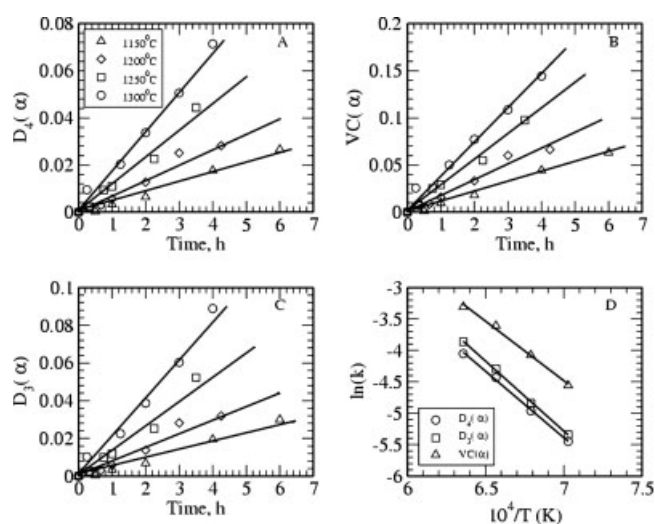 0.08
0.06
0.04
0.02
0
D4(α)
A
1150⁰C
1200⁰C
1250⁰C
1300⁰C
0 1 2 3 4 5 6 7
Time, h
0.2
0.15
0.1
0.05
0
VC(α)
B
0 1 2 3 4 5 6 7
Time, h
0.1
0.08
0.06
0.04
0.02
0
D3(α)
C
0 1 2 3 4 5 6 7
Time, h
-3
-3.5
-4
-4.5
-5
-5.5
-6
ln(k)
D
D4(α)
D3(α)
VC(α)
6 6.5 7 7.5
10⁴/T (K)